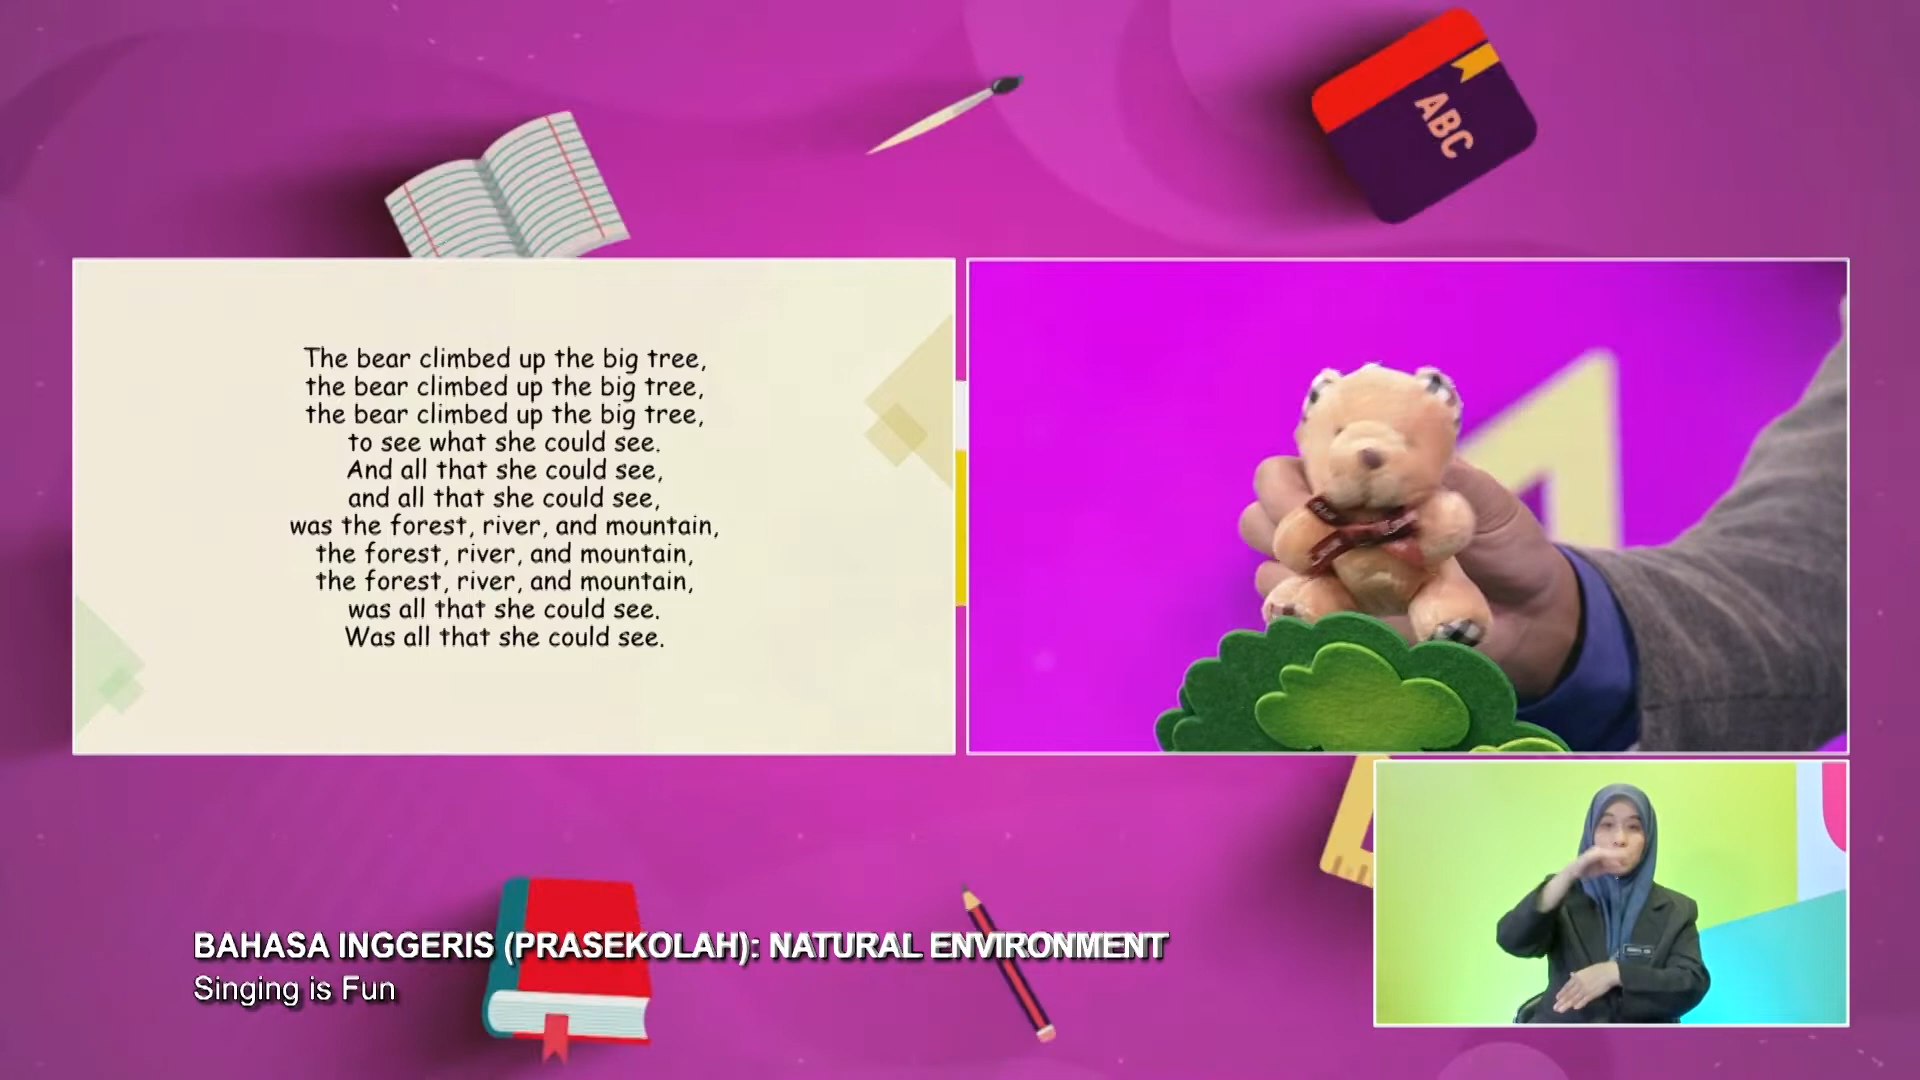 ABC
The bear climbed up the big tree,
the bear climbed up the big tree,
the bear climbed up the big tree,
to see what she could see.
And all that she could see,
and all that she could see,
was the forest, river, and mountain,
the forest, river, and mountain,
the forest, river, and mountain,
was all that she could see.
Was all that she could see.
BAHASA INGGERIS (PRASEKOLAH): NATURAL ENVIRONMENT
Singing is Fun